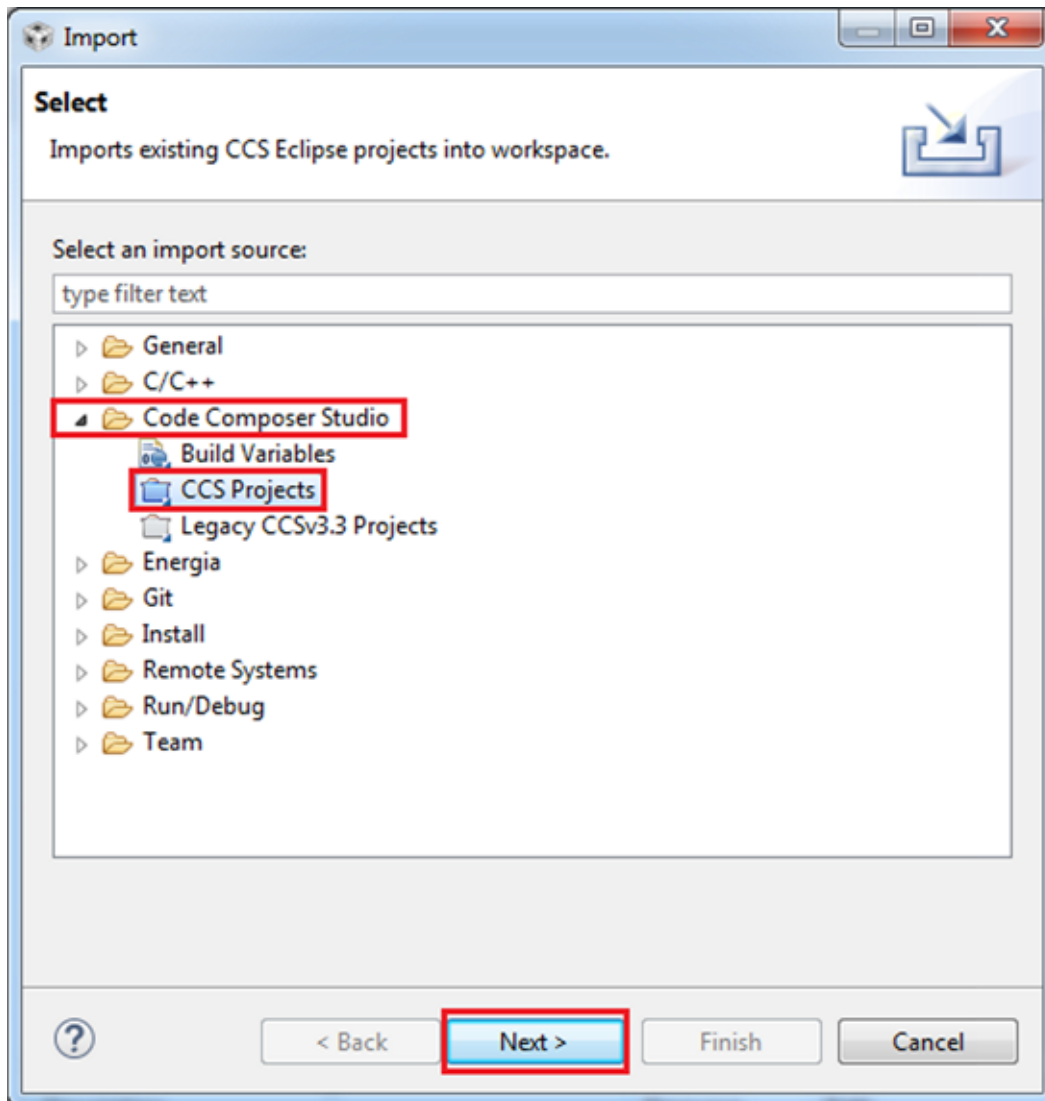 Import
Select
Imports existing CCS Eclipse projects into workspace.
Select an import source:
type filter text
General
C/C++
Code Composer Studio
Build Variables
CCS Projects
Legacy CCSv3.3 Projects
Energia
Git
Install
Remote Systems
Run/Debug
Team
? < Back Next > Finish Cancel